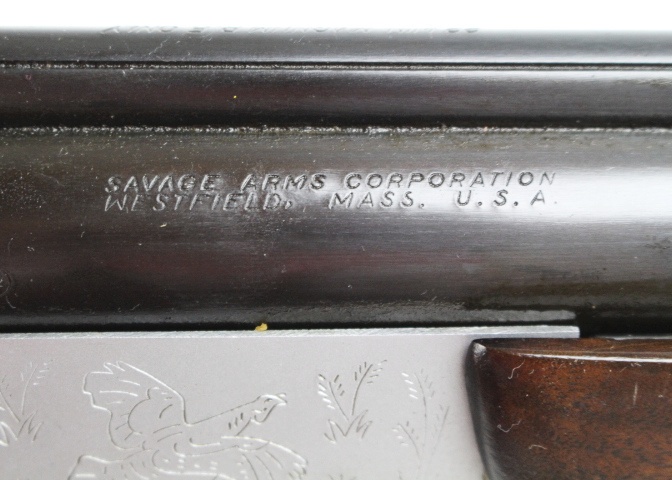 SAVAGE ARMS CORPORATION
WESTFIELD, MASS. U.S.A.